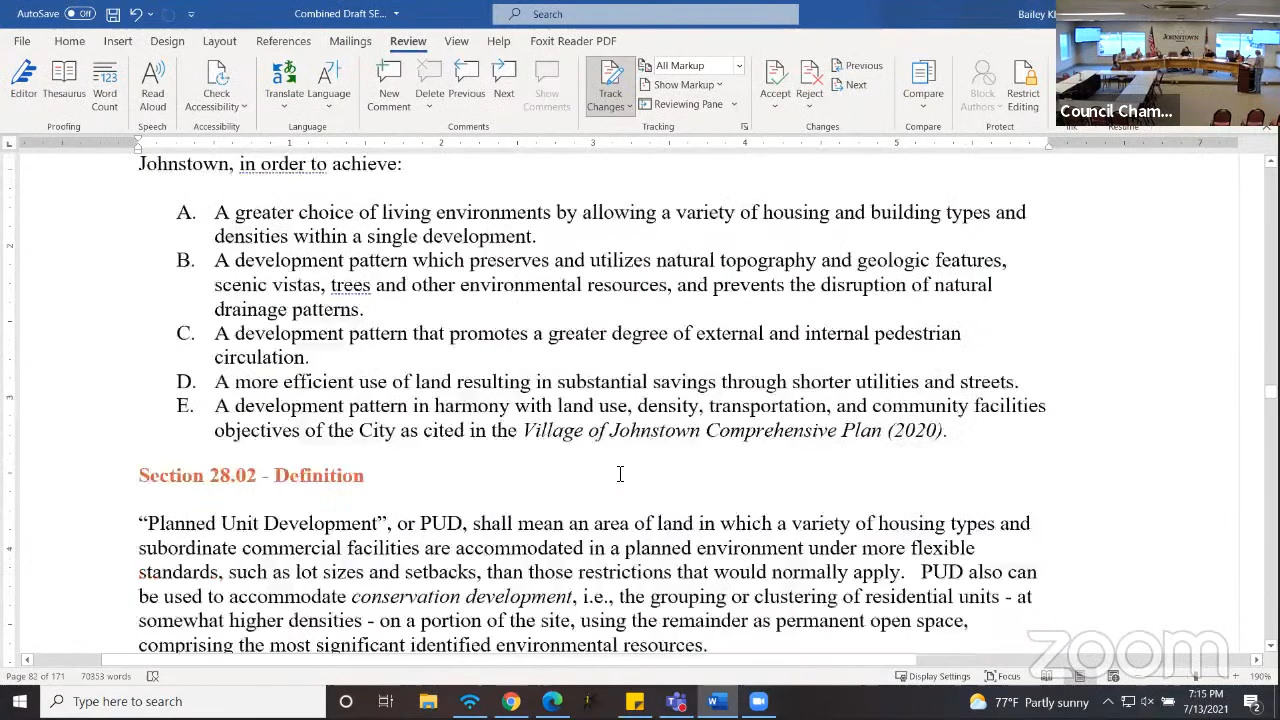 Search
Bailey Kl
File Home Insert Draw Design Layout References Mailings Review View Help Foxit Reader PDF
Editor Thesaurus Word Count Read Aloud Check Accessibility Translate Language New Comment Delete Previous Next Show Comments Track Changes All Markup Show Markup Reviewing Pane Accept Reject Previous Next Compare Block Authors Restrict Editing
Proofing Speech Accessibility Language Comments Tracking Changes Compare Protect Ink Resume
JOHNSTOWN
Council Cham...
1 2 3 4 5 7
Johnstown, in order to achieve:
A. A greater choice of living environments by allowing a variety of housing and building types and
densities within a single development.
B. A development pattern which preserves and utilizes natural topography and geologic features,
scenic vistas, trees and other environmental resources, and prevents the disruption of natural
drainage patterns.
C. A development pattern that promotes a greater degree of external and internal pedestrian
circulation.
D. A more efficient use of land resulting in substantial savings through shorter utilities and streets.
E. A development pattern in harmony with land use, density, transportation, and community facilities
objectives of the City as cited in the Village of Johnstown Comprehensive Plan (2020).
Section 28.02 - Definition
“Planned Unit Development”, or PUD, shall mean an area of land in which a variety of housing types and
subordinate commercial facilities are accommodated in a planned environment under more flexible
standards, such as lot sizes and setbacks, than those restrictions that would normally apply. PUD also can
be used to accommodate conservation development, i.e., the grouping or clustering of residential units - at
somewhat higher densities - on a portion of the site, using the remainder as permanent open space,
comprising the most significant identified environmental resources.
zoom
Page 82 of 171 70353 words Display Settings Focus 190%
Type here to search 77°F Partly sunny 7:15 PM
7/13/2021